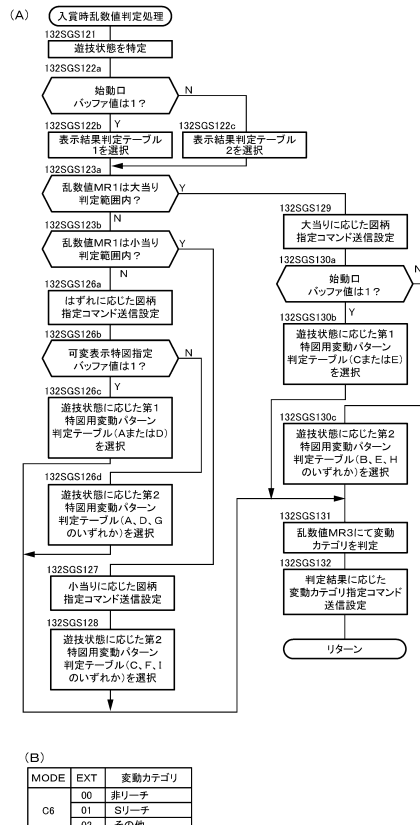 (A)
入賞時乱数値判定処理
132SGS121
遊技状態を特定
132SGS122a
始動口
バッファ値は1?
N
Y
132SGS122b
表示結果判定テーブル
1を選択
132SGS122c
表示結果判定テーブル
2を選択
132SGS123a
乱数値MR1は大当り
判定範囲内?
Y
N
132SGS123b
乱数値MR1は小当り
判定範囲内?
Y
N
132SGS126a
はずれに応じた図柄
指定コマンド送信設定
132SGS126b
可変表示特図指定
バッファ値は1?
N
Y
132SGS126c
遊技状態に応じた第1
特図用変動パターン
判定テーブル(AまたはD)
を選択
132SGS126d
遊技状態に応じた第2
特図用変動パターン
判定テーブル(A、D、G
のいずれか)を選択
132SGS127
小当りに応じた図柄
指定コマンド送信設定
132SGS128
遊技状態に応じた第2
特図用変動パターン
判定テーブル(C、F、I
のいずれか)を選択
132SGS129
大当りに応じた図柄
指定コマンド送信設定
132SGS130a
始動口
バッファ値は1?
N
Y
132SGS130b
遊技状態に応じた第1
特図用変動パターン
判定テーブル(CまたはE)
を選択
132SGS130c
遊技状態に応じた第2
特図用変動パターン
判定テーブル(B、E、H
のいずれか)を選択
132SGS131
乱数値MR3にて変動
カテゴリを判定
132SGS132
判定結果に応じた
変動カテゴリ指定コマンド
送信設定
リターン
(B)
MODE EXT 変動カテゴリ
C6 00 非リーチ
01 Sリーチ
02 その他